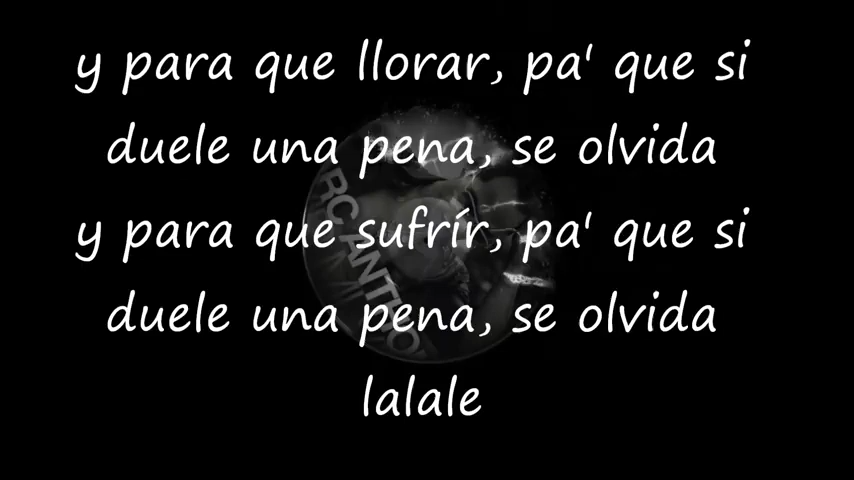 y para que llorar, pa' que si
duele una pena, se olvida
y para que sufrír, pa' que si
duele una pena, se olvida
lalale